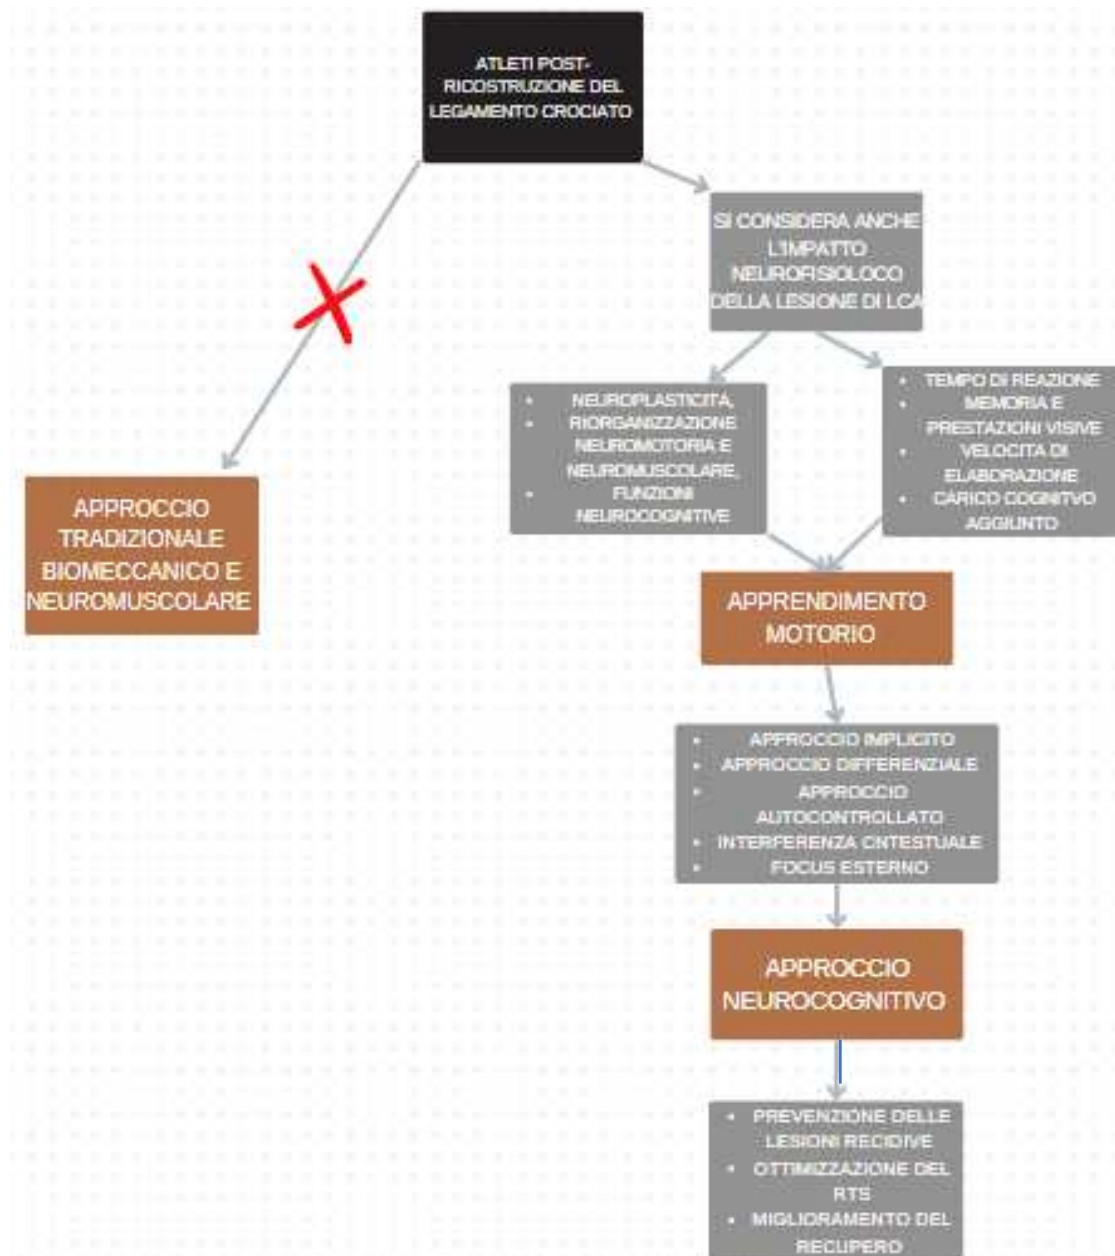 ATLETI POST-
RICOSTRUZIONE DEL
LEGAMENTO CROCIATO
SI CONSIDERA ANCHE
L'IMPATTO
NEUROFISIOLOCO
DELLA LESIONE DI LCA
• NEUROPLASTICITÀ,
• RIORGANIZZAZIONE
NEUROMOTORIA E
NEUROMUSCOLARE,
• FUNZIONI
NEUROCOGNITIVE
• TEMPO DI REAZIONE
• MEMORIA E
PRESTAZIONI VISIVE
• VELOCITA DI
ELABORAZIONE
• CARICO COGNITVO
AGGIUNTO
APPROCCIO
TRADIZIONALE
BIOMECCANICO E
NEUROMUSCOLARE
APPRENDIMENTO
MOTORIO
• APPROCCIO IMPLICITO
• APPROCCIO DIFFERENZIALE
• APPROCCIO
AUTOCONTROLLATO
• INTERFERENZA CNTESTUALE
• FOCUS ESTERNO
APPROCCIO
NEUROCOGNITIVO
• PREVENZIONE DELLE
LESIONI RECIDIVE
• OTTIMIZZAZIONE DEL
RTS
• MIGLIORAMENTO DEL
RECUPERO